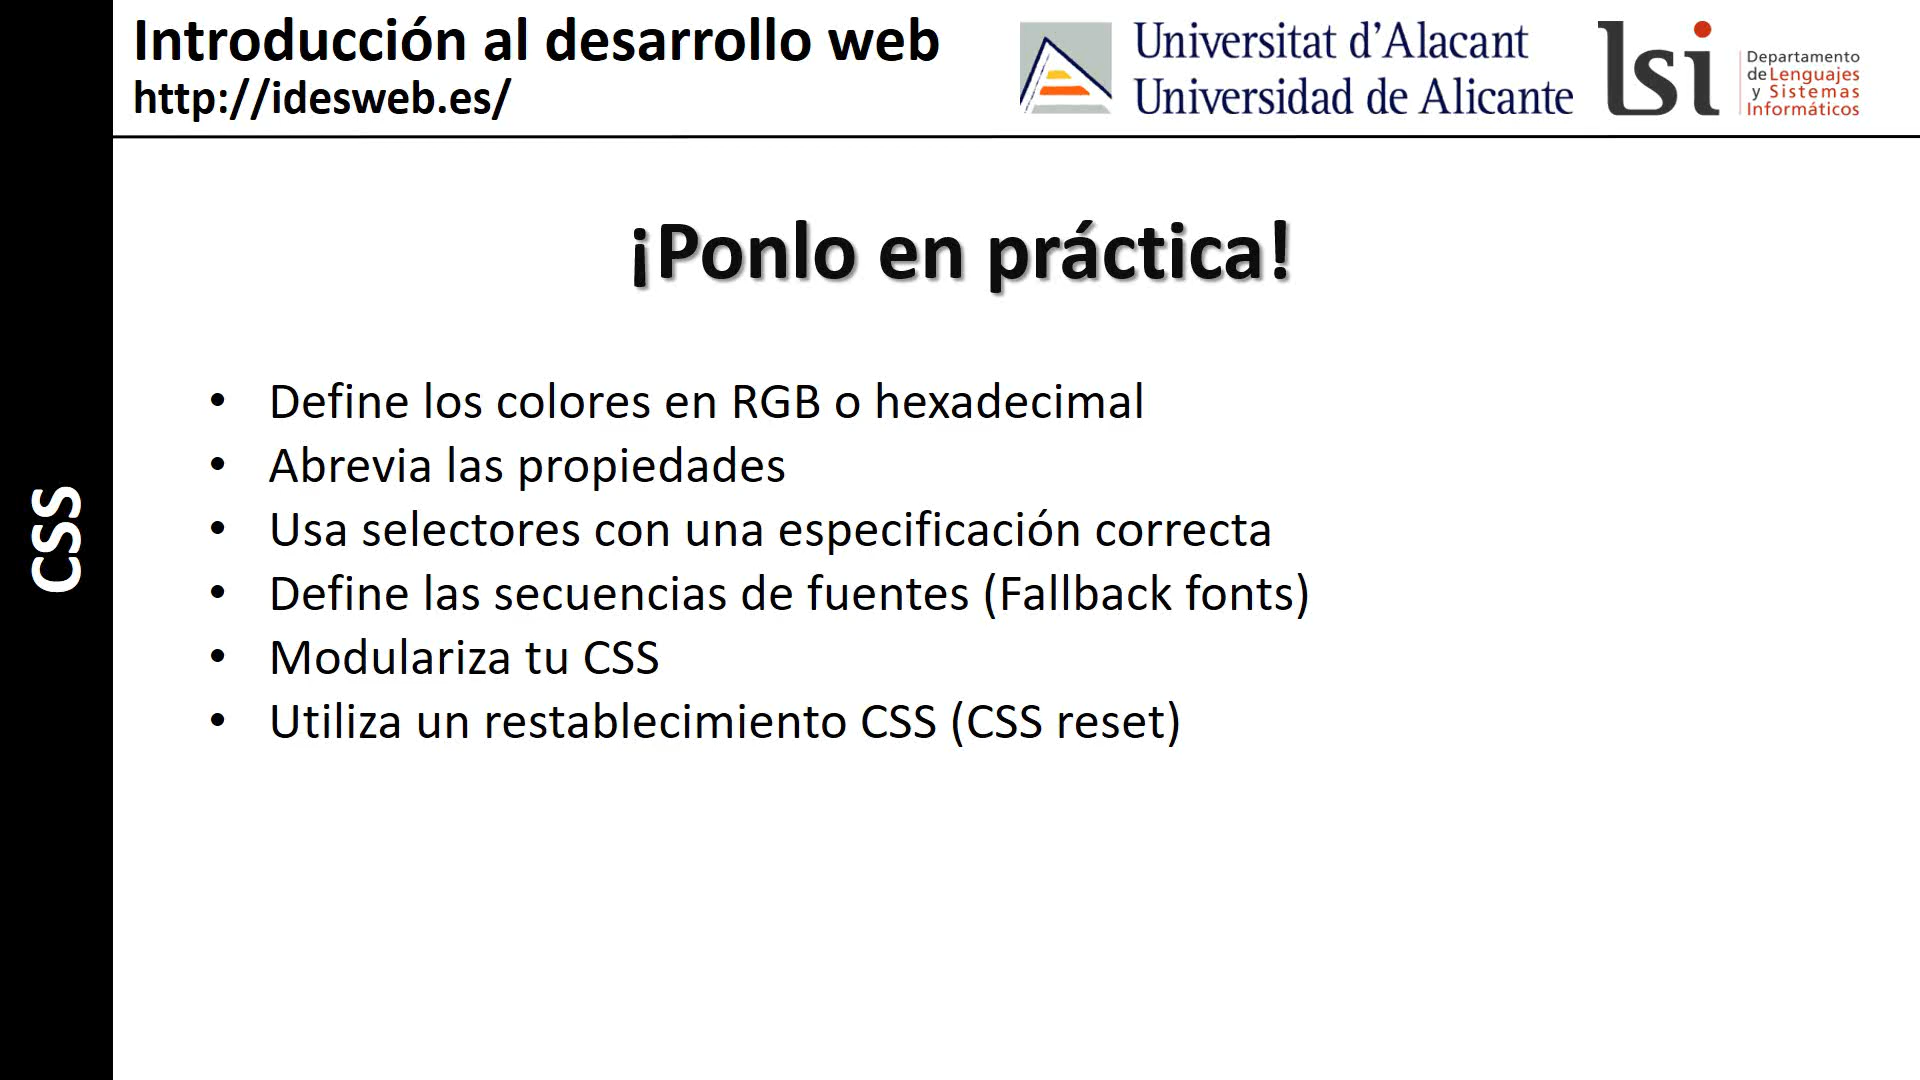 Introducción al desarrollo web
http://idesweb.es/
Universitat d'Alacant
Universidad de Alicante
lsi
Departamento
de Lenguajes
y Sistemas
Informáticos
CSS
¡Ponlo en práctica!
• Define los colores en RGB o hexadecimal
• Abrevia las propiedades
• Usa selectores con una especificación correcta
• Define las secuencias de fuentes (Fallback fonts)
• Modulariza tu CSS
• Utiliza un restablecimiento CSS (CSS reset)